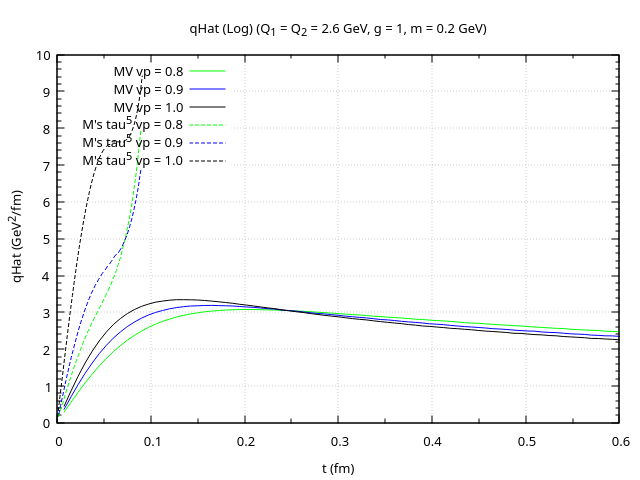 qHat (Log) (Q1 = Q2 = 2.6 GeV, g = 1, m = 0.2 GeV)
10
9
8
7
6
5
4
3
2
1
0
qHat (GeV²/fm)
MV vp = 0.8
MV vp = 0.9
MV vp = 1.0
M's tau⁵ vp = 0.8
M's tau⁵ vp = 0.9
M's tau⁵ vp = 1.0
0 0.1 0.2 0.3 0.4 0.5 0.6
t (fm)